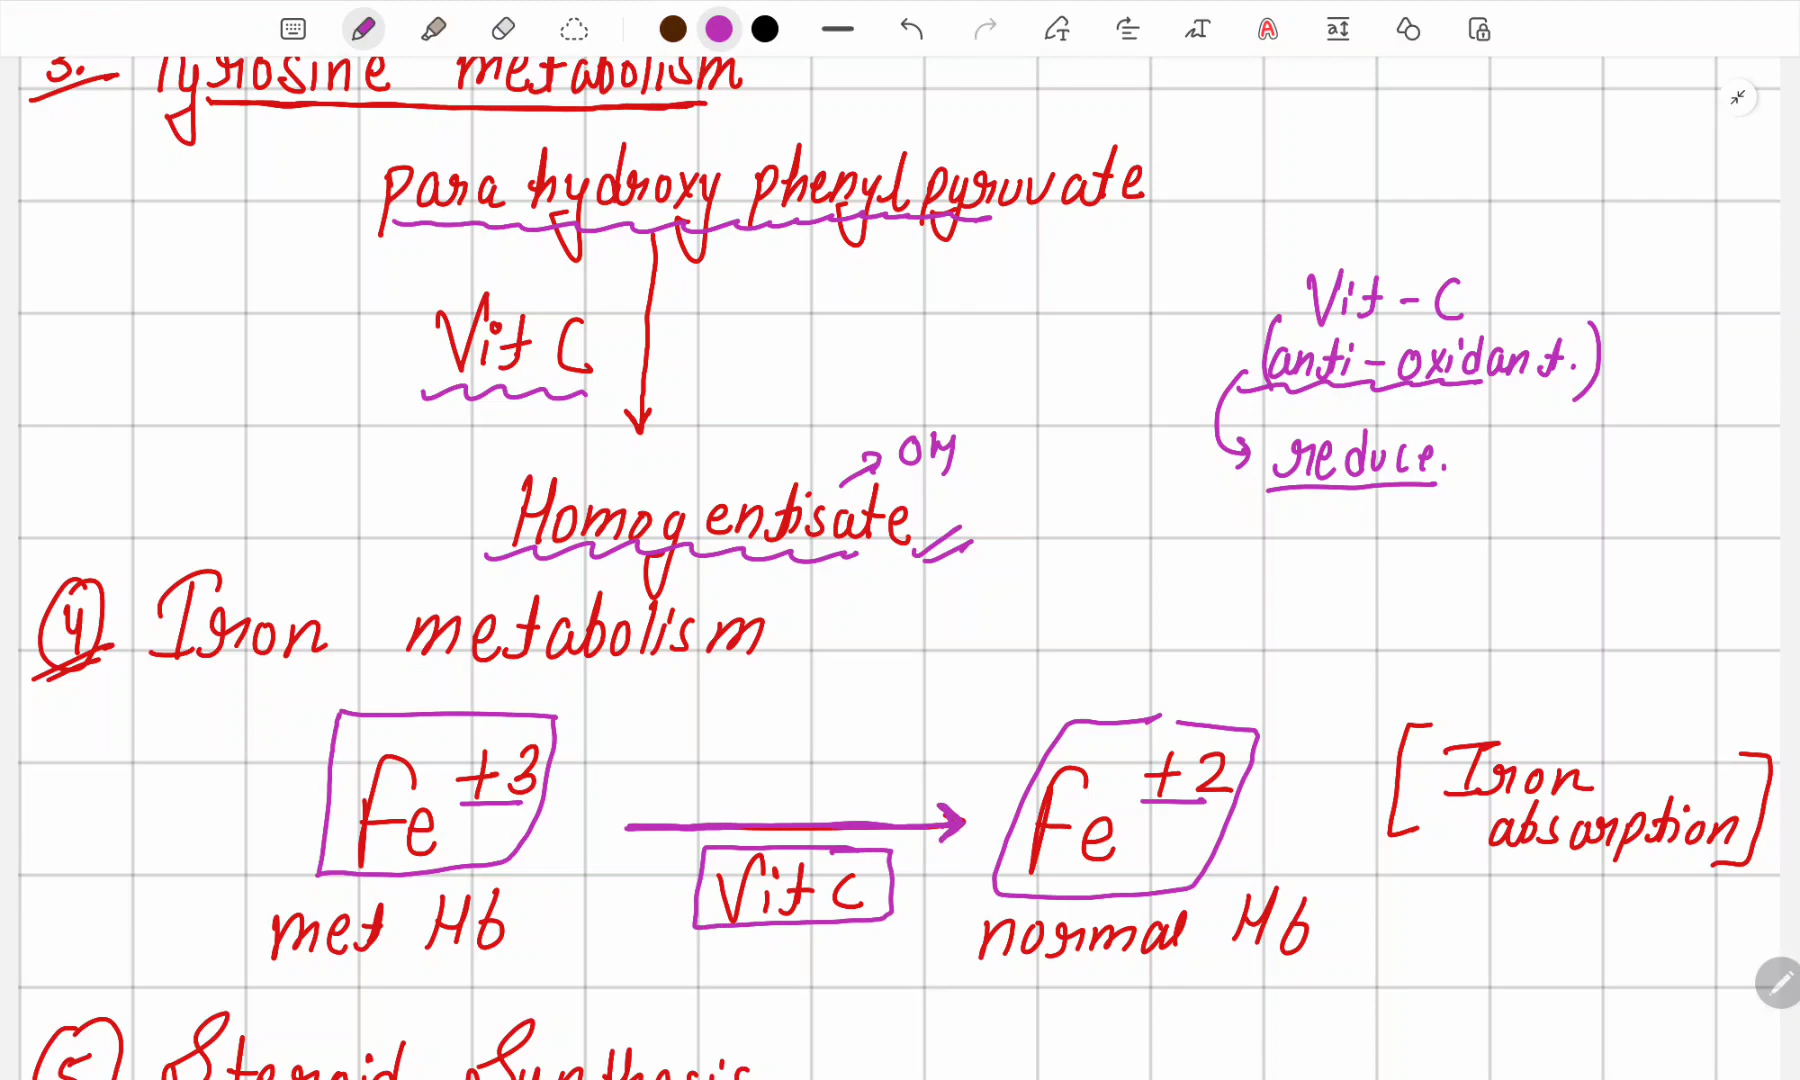 3. Tyrosine metabolism
Para hydroxy phenyl pyruvate
Vit C
Vit - C
(anti - oxidant.)
reduce.
OH
Homogentisate
4 Iron metabolism
Fe +3
Vit C
Fe +2
[Iron absorption]
met Hb
normal Hb
5 Steroid Synthesis